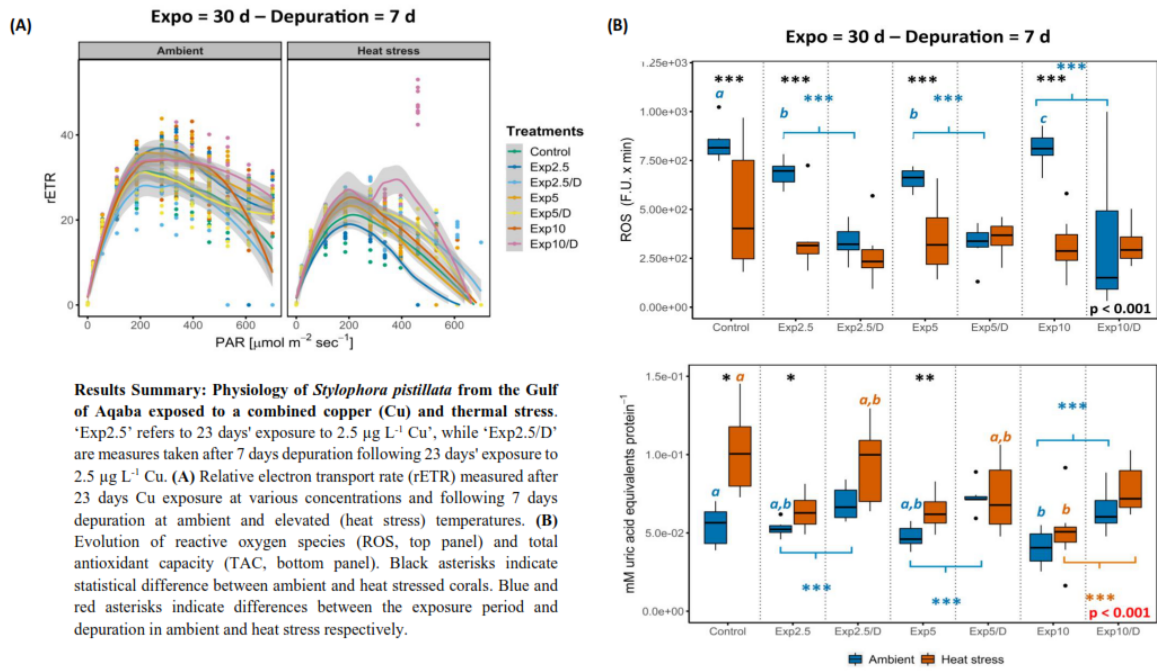 (A)
Expo = 30 d – Depuration = 7 d
Ambient
Heat stress
rETR
40
20
0
0
200
400
600
0
200
400
600
PAR [μmol m⁻² sec⁻¹]
Treatments
Control
Exp2.5
Exp2.5/D
Exp5
Exp5/D
Exp10
Exp10/D
Results Summary: Physiology of Stylophora pistillata from the Gulf
of Aqaba exposed to a combined copper (Cu) and thermal stress.
‘Exp2.5’ refers to 23 days' exposure to 2.5 µg L⁻¹ Cu’, while ‘Exp2.5/D’
are measures taken after 7 days depuration following 23 days' exposure to
2.5 µg L⁻¹ Cu. (A) Relative electron transport rate (rETR) measured after
23 days Cu exposure at various concentrations and following 7 days
depuration at ambient and elevated (heat stress) temperatures. (B)
Evolution of reactive oxygen species (ROS, top panel) and total
antioxidant capacity (TAC, bottom panel). Black asterisks indicate
statistical difference between ambient and heat stressed corals. Blue and
red asterisks indicate differences between the exposure period and
depuration in ambient and heat stress respectively.
(B)
Expo = 30 d – Depuration = 7 d
ROS (F.U. x min)
1.25e+03
1.00e+03
7.50e+02
5.00e+02
2.50e+02
0.00e+00
*** *** *** *** ***
a *** ***
b b c
p < 0.001
Control Exp2.5 Exp2.5/D Exp5 Exp5/D Exp10 Exp10/D
mM uric acid equivalents protein⁻¹
1.5e-01
1.0e-01
5.0e-02
0.0e+00
* a * ** ***
a,b a,b
a a,b a,b b b
*** *** ***
p < 0.001
Control Exp2.5 Exp2.5/D Exp5 Exp5/D Exp10 Exp10/D
Ambient Heat stress